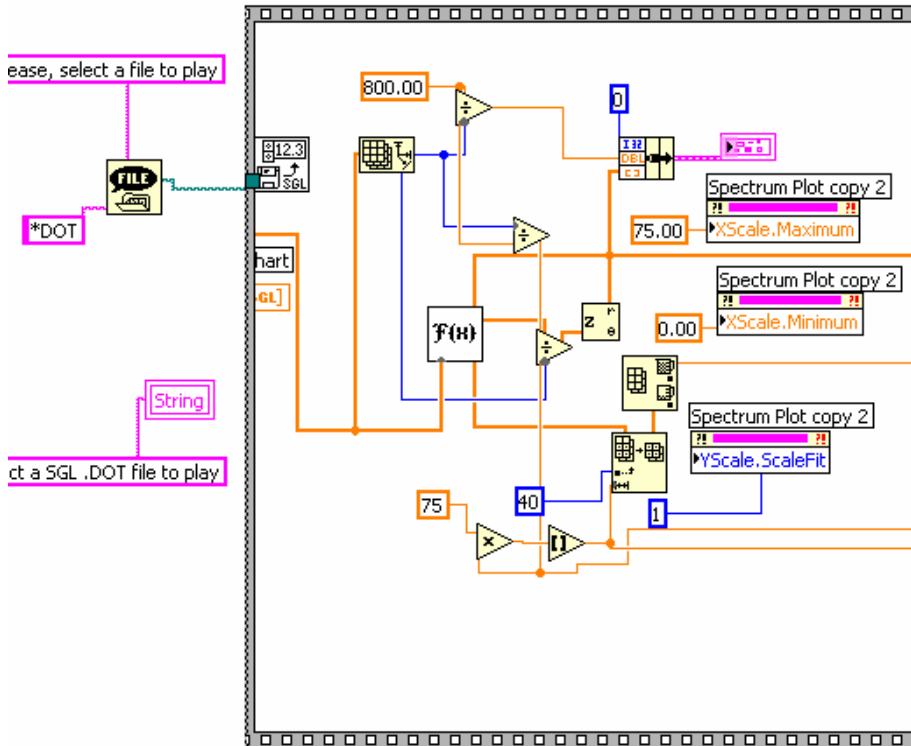 ease, select a file to play
800.00
0
12.3
SGL
I32
DBL
[ ]
FILE
*DOT
Spectrum Plot copy 2
?! ?!
75.00
XScale.Maximum
÷
÷
hart
GL]
Spectrum Plot copy 2
?! ?!
0.00
XScale.Minimum
F(x)
z
r
e
÷
String
Spectrum Plot copy 2
?! ?!
YScale.ScaleFit
ct a SGL .DOT file to play
40
75
1
×
[ ]